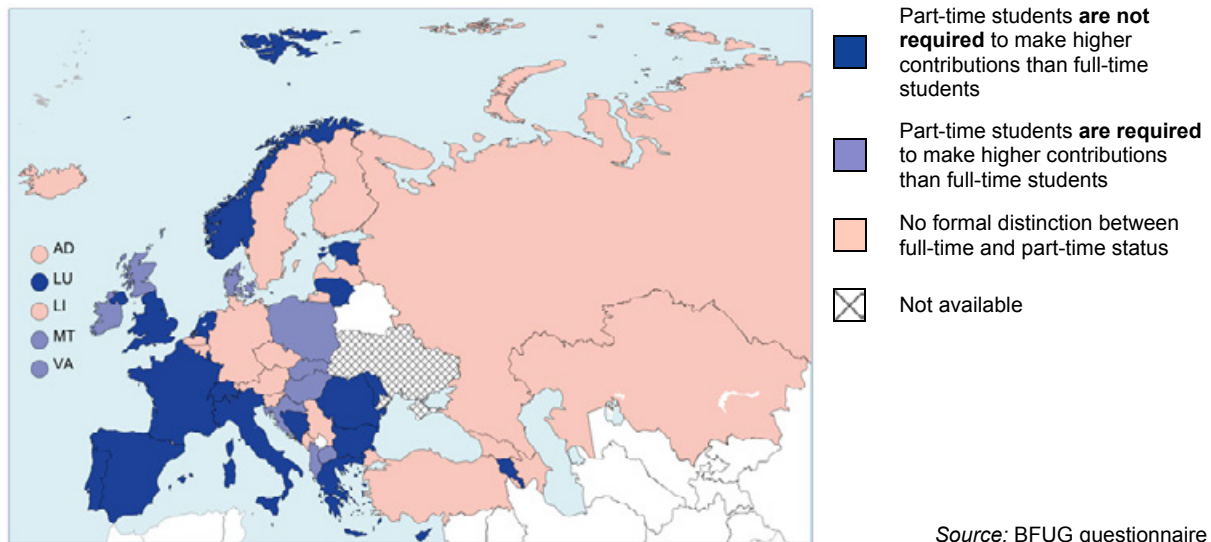 AD
LU
LI
MT
VA
Part-time students are not
required to make higher
contributions than full-time
students
Part-time students are required
to make higher contributions
than full-time students
No formal distinction between
full-time and part-time status
Not available
Source: BFUG questionnaire